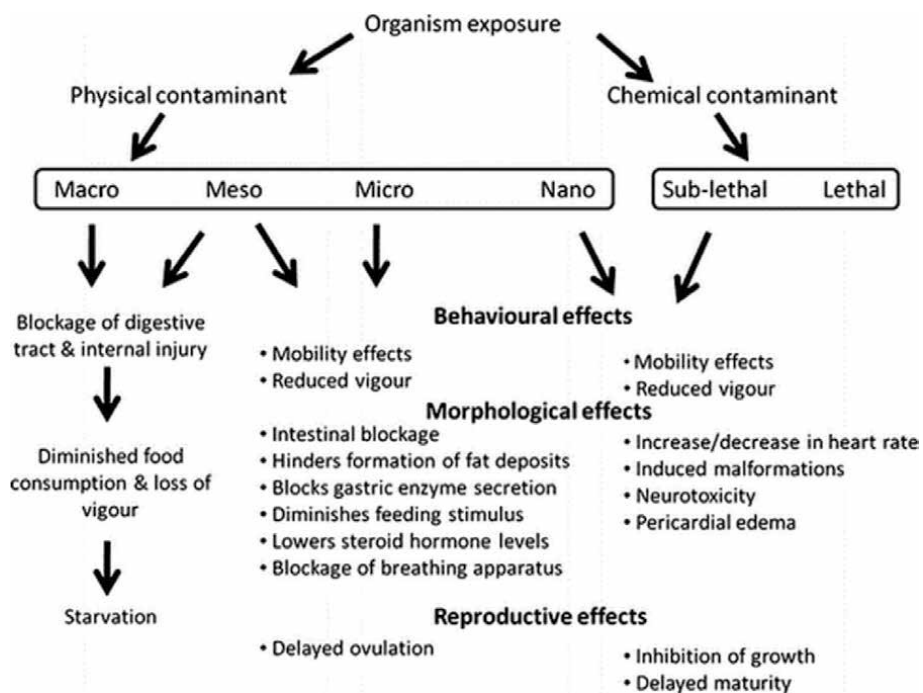 Organism exposure
Physical contaminant
Chemical contaminant
Macro Meso Micro Nano
Sub-lethal Lethal
Blockage of digestive
tract & internal injury
Diminished food
consumption & loss of
vigour
Starvation
Behavioural effects
• Mobility effects
• Reduced vigour
• Mobility effects
• Reduced vigour
Morphological effects
• Intestinal blockage
• Hinders formation of fat deposits
• Blocks gastric enzyme secretion
• Diminishes feeding stimulus
• Lowers steroid hormone levels
• Blockage of breathing apparatus
• Increase/decrease in heart rate
• Induced malformations
• Neurotoxicity
• Pericardial edema
Reproductive effects
• Delayed ovulation
• Inhibition of growth
• Delayed maturity